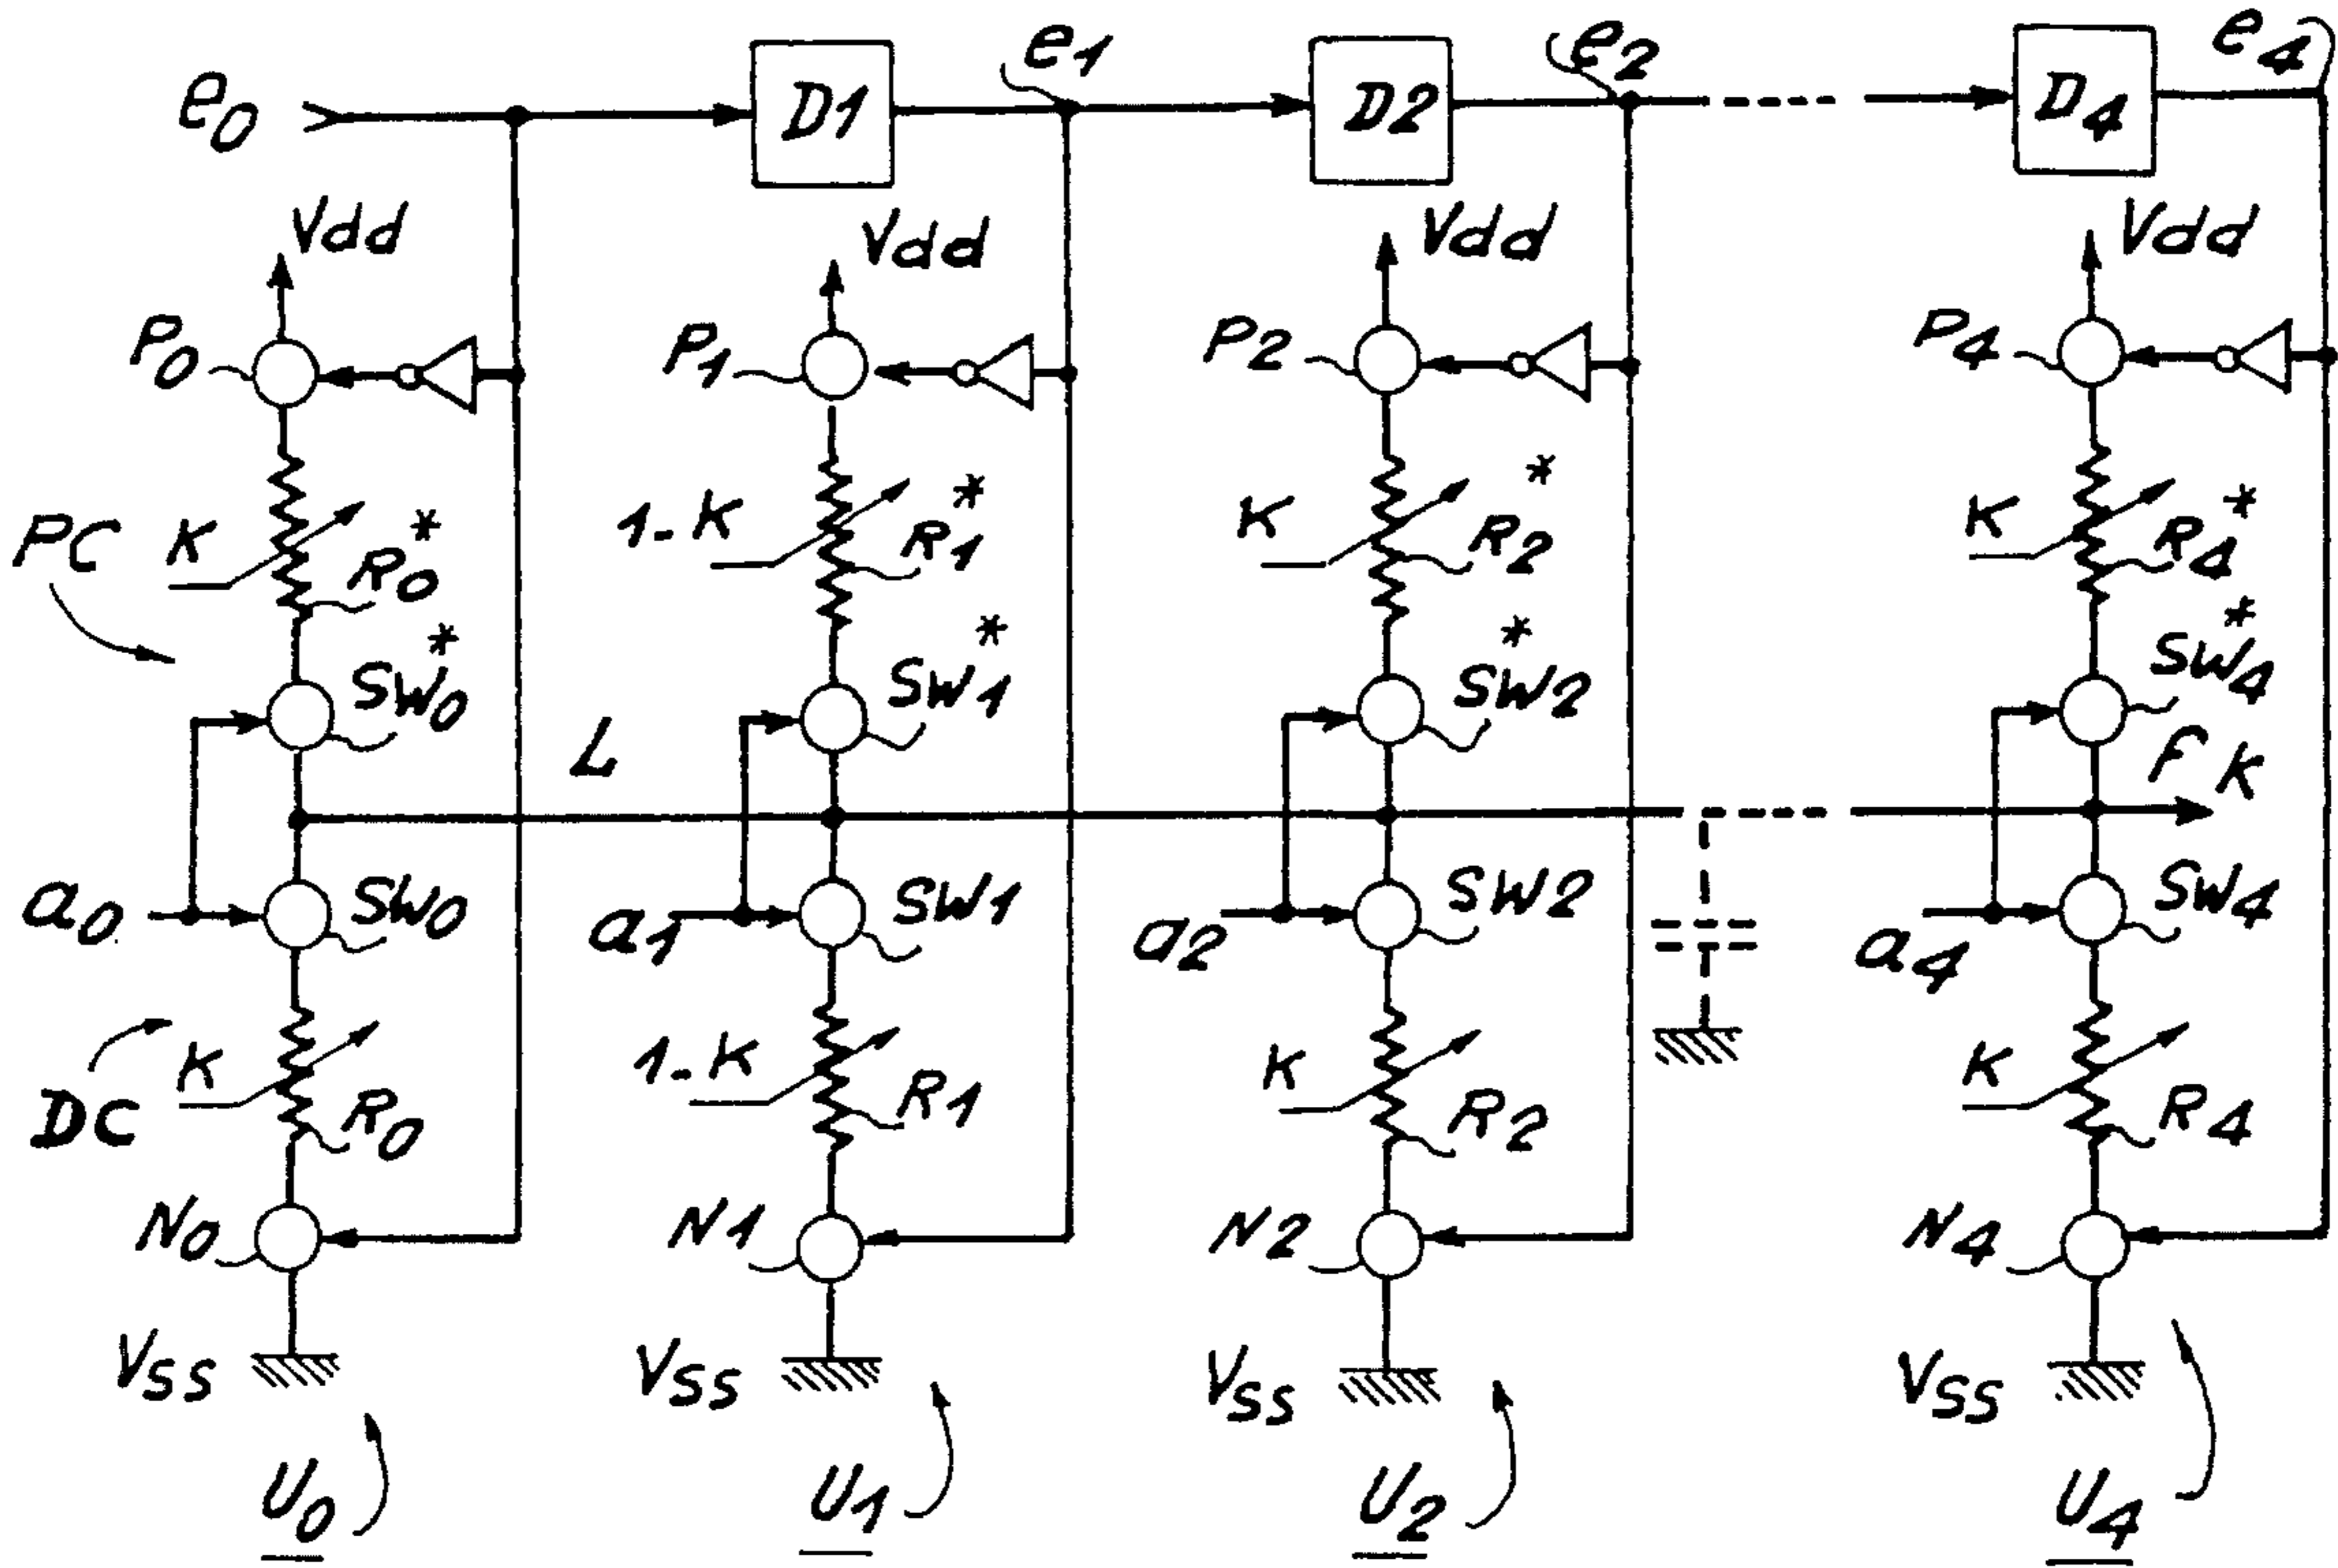 e0 D1 e1 D2 e2 D4 e4
Vdd Vdd Vdd Vdd
P0 P1 P2 P4
PC K R0* 1-K R1* K R2* K R4*
SW0* SW1* SW2* SW4*
L fK
a0 SW0 a1 SW1 a2 SW2 a4 SW4
DC K R0 1-K R1 K R2 K R4
N0 N1 N2 N4
VSS VSS VSS VSS
U0 U1 U2 U4